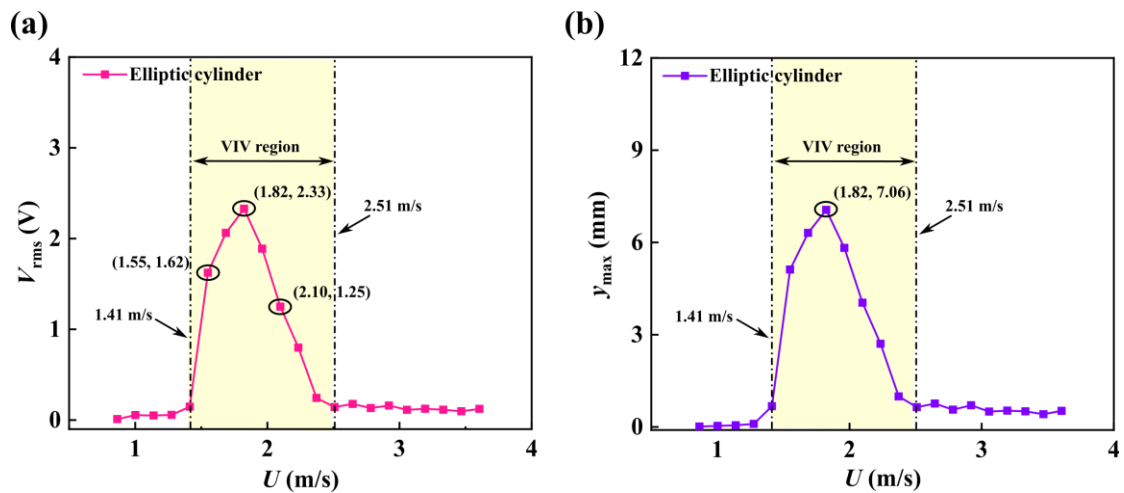 (a)
4
3
2
1
0
Vrms (V)
Elliptic cylinder
VIV region
(1.82, 2.33)
2.51 m/s
(1.55, 1.62)
(2.10, 1.25)
1.41 m/s
1
2
3
4
U (m/s)
(b)
12
9
6
3
0
ymax (mm)
Elliptic cylinder
VIV region
(1.82, 7.06)
2.51 m/s
1.41 m/s
1
2
3
4
U (m/s)